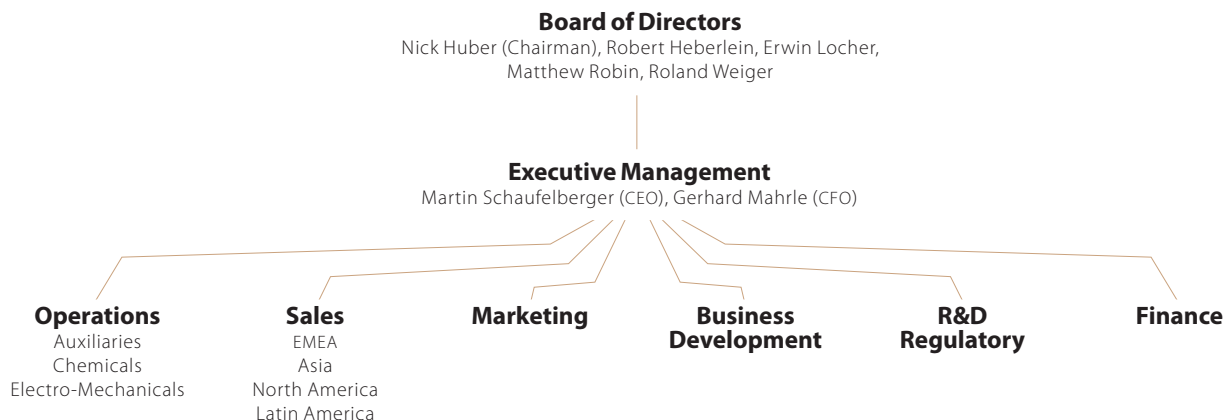 Board of Directors
Nick Huber (Chairman), Robert Heberlein, Erwin Locher,
Matthew Robin, Roland Weiger
Executive Management
Martin Schaufelberger (CEO), Gerhard Mahrle (CFO)
Operations
Auxiliaries
Chemicals
Electro-Mechanicals
Sales
EMEA
Asia
North America
Latin America
Marketing
Business
Development
R&D
Regulatory
Finance